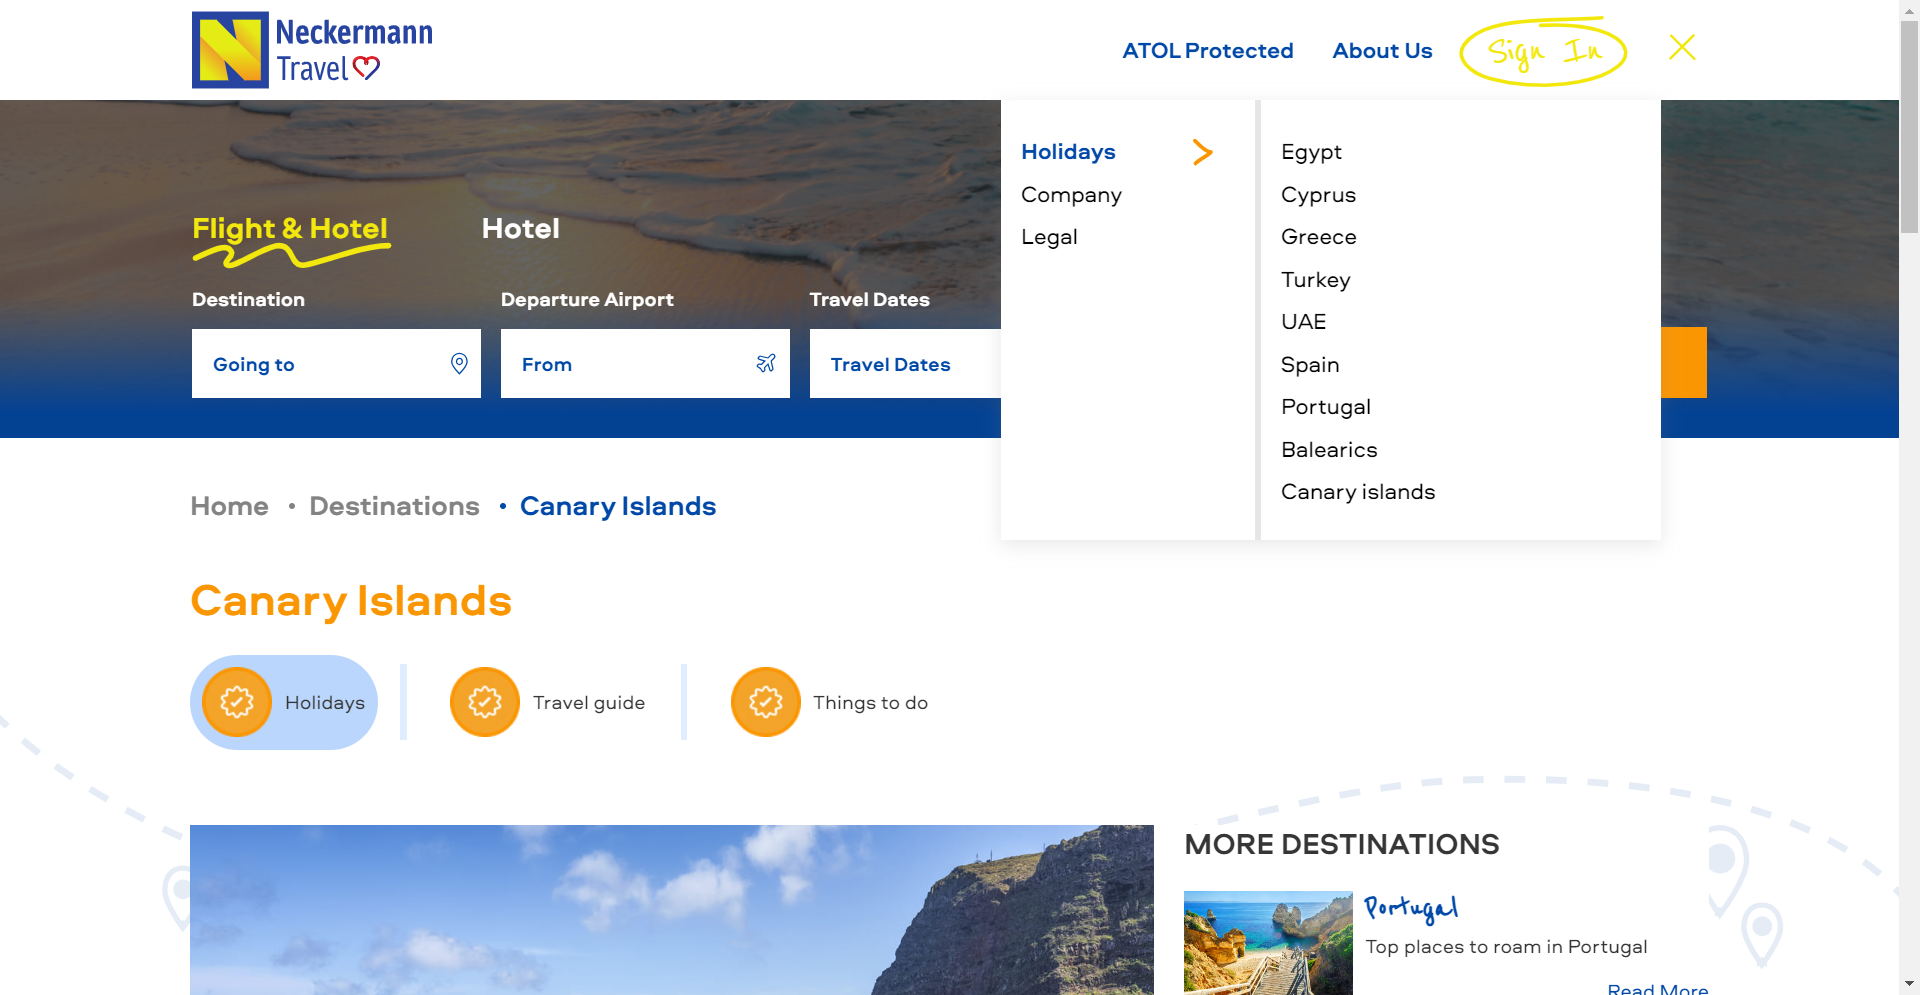 Neckermann
Travel
ATOL Protected
About Us
Sign In
Holidays
Company
Legal
Egypt
Cyprus
Greece
Turkey
UAE
Spain
Portugal
Balearics
Canary islands
Flight & Hotel
Hotel
Destination
Departure Airport
Travel Dates
Going to
From
Travel Dates
Home • Destinations • Canary Islands
Canary Islands
Holidays
Travel guide
Things to do
MORE DESTINATIONS
Portugal
Top places to roam in Portugal
Read More